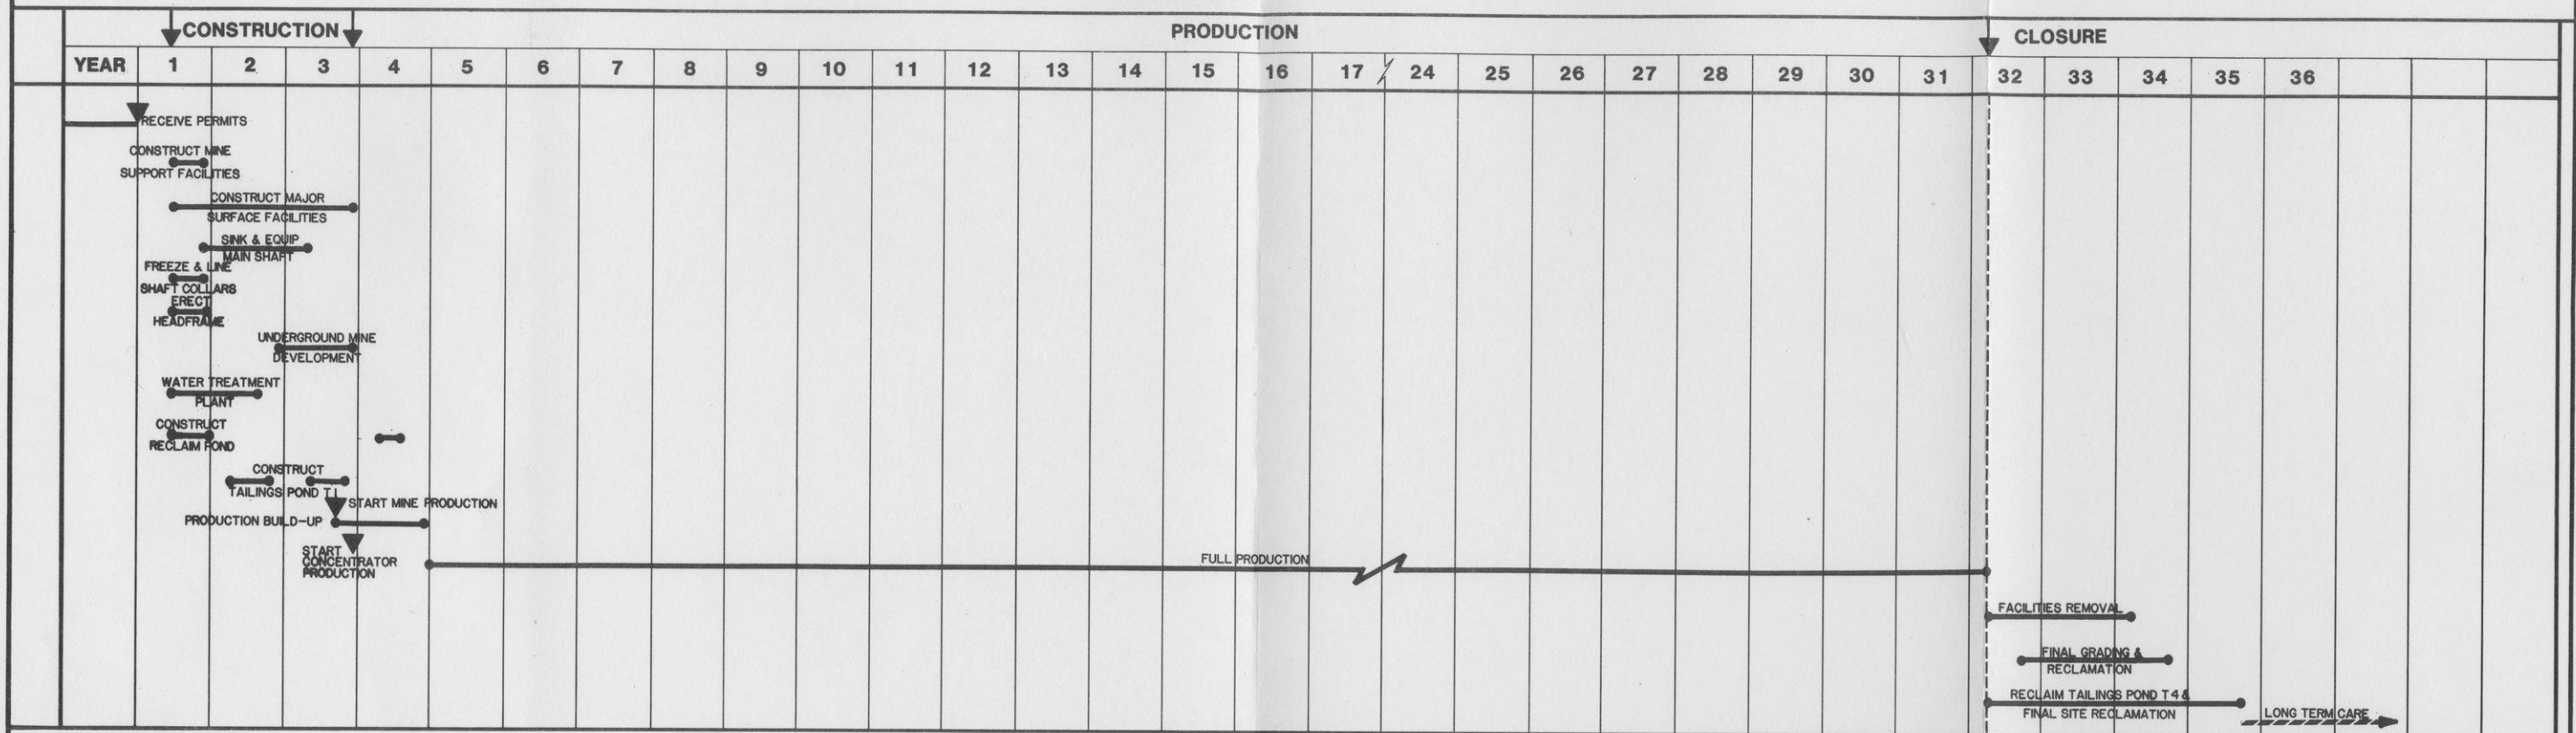 CONSTRUCTION PRODUCTION CLOSURE
YEAR 1 2 3 4 5 6 7 8 9 10 11 12 13 14 15 16 17 24 25 26 27 28 29 30 31 32 33 34 35 36
RECEIVE PERMITS
CONSTRUCT MINE
SUPPORT FACILITIES
CONSTRUCT MAJOR
SURFACE FACILITIES
SINK & EQUIP
MAIN SHAFT
FREEZE & LINE
SHAFT COLLARS
ERECT
HEADFRAME
UNDERGROUND MINE
DEVELOPMENT
WATER TREATMENT
PLANT
CONSTRUCT
RECLAIM POND
CONSTRUCT
TAILINGS POND T1
START MINE PRODUCTION
PRODUCTION BUILD-UP
START
CONCENTRATOR
PRODUCTION
FULL PRODUCTION
FACILITIES REMOVAL
FINAL GRADING &
RECLAMATION
RECLAIM TAILINGS POND T4 &
FINAL SITE RECLAMATION
LONG TERM CARE